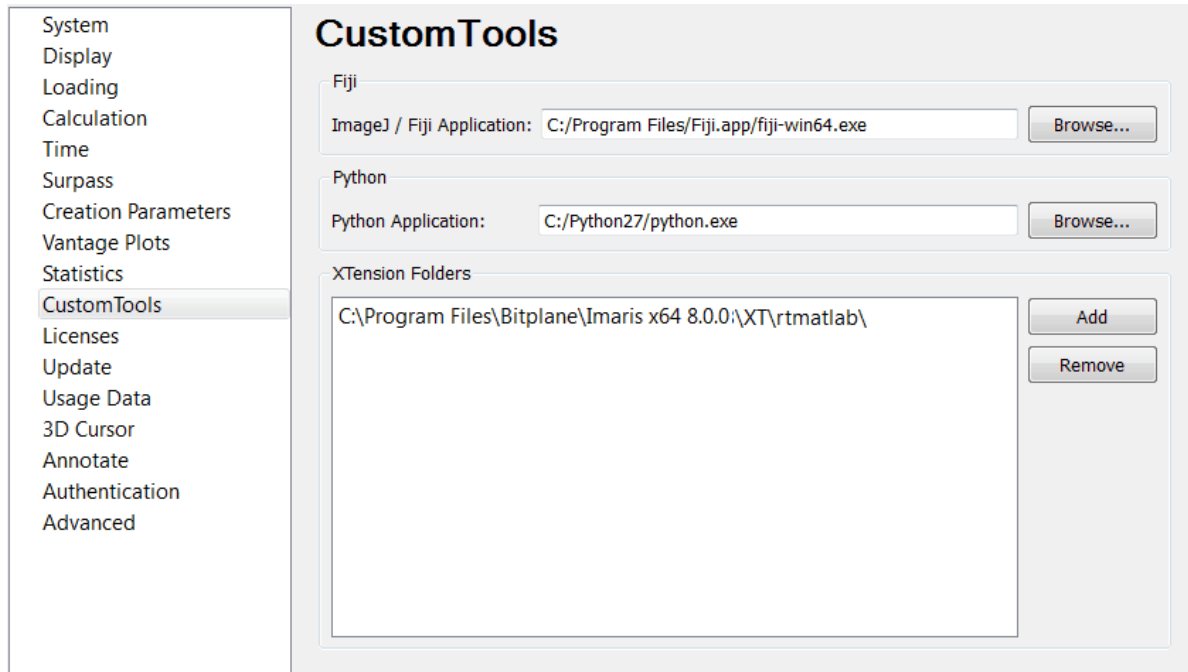 System
Display
Loading
Calculation
Time
Surpass
Creation Parameters
Vantage Plots
Statistics
CustomTools
Licenses
Update
Usage Data
3D Cursor
Annotate
Authentication
Advanced
CustomTools
Fiji
ImageJ / Fiji Application: C:/Program Files/Fiji.app/fiji-win64.exe Browse...
Python
Python Application: C:/Python27/python.exe Browse...
XTension Folders
C:\Program Files\Bitplane\Imaris x64 8.0.0\XT\rtmatlab\ Add
Remove